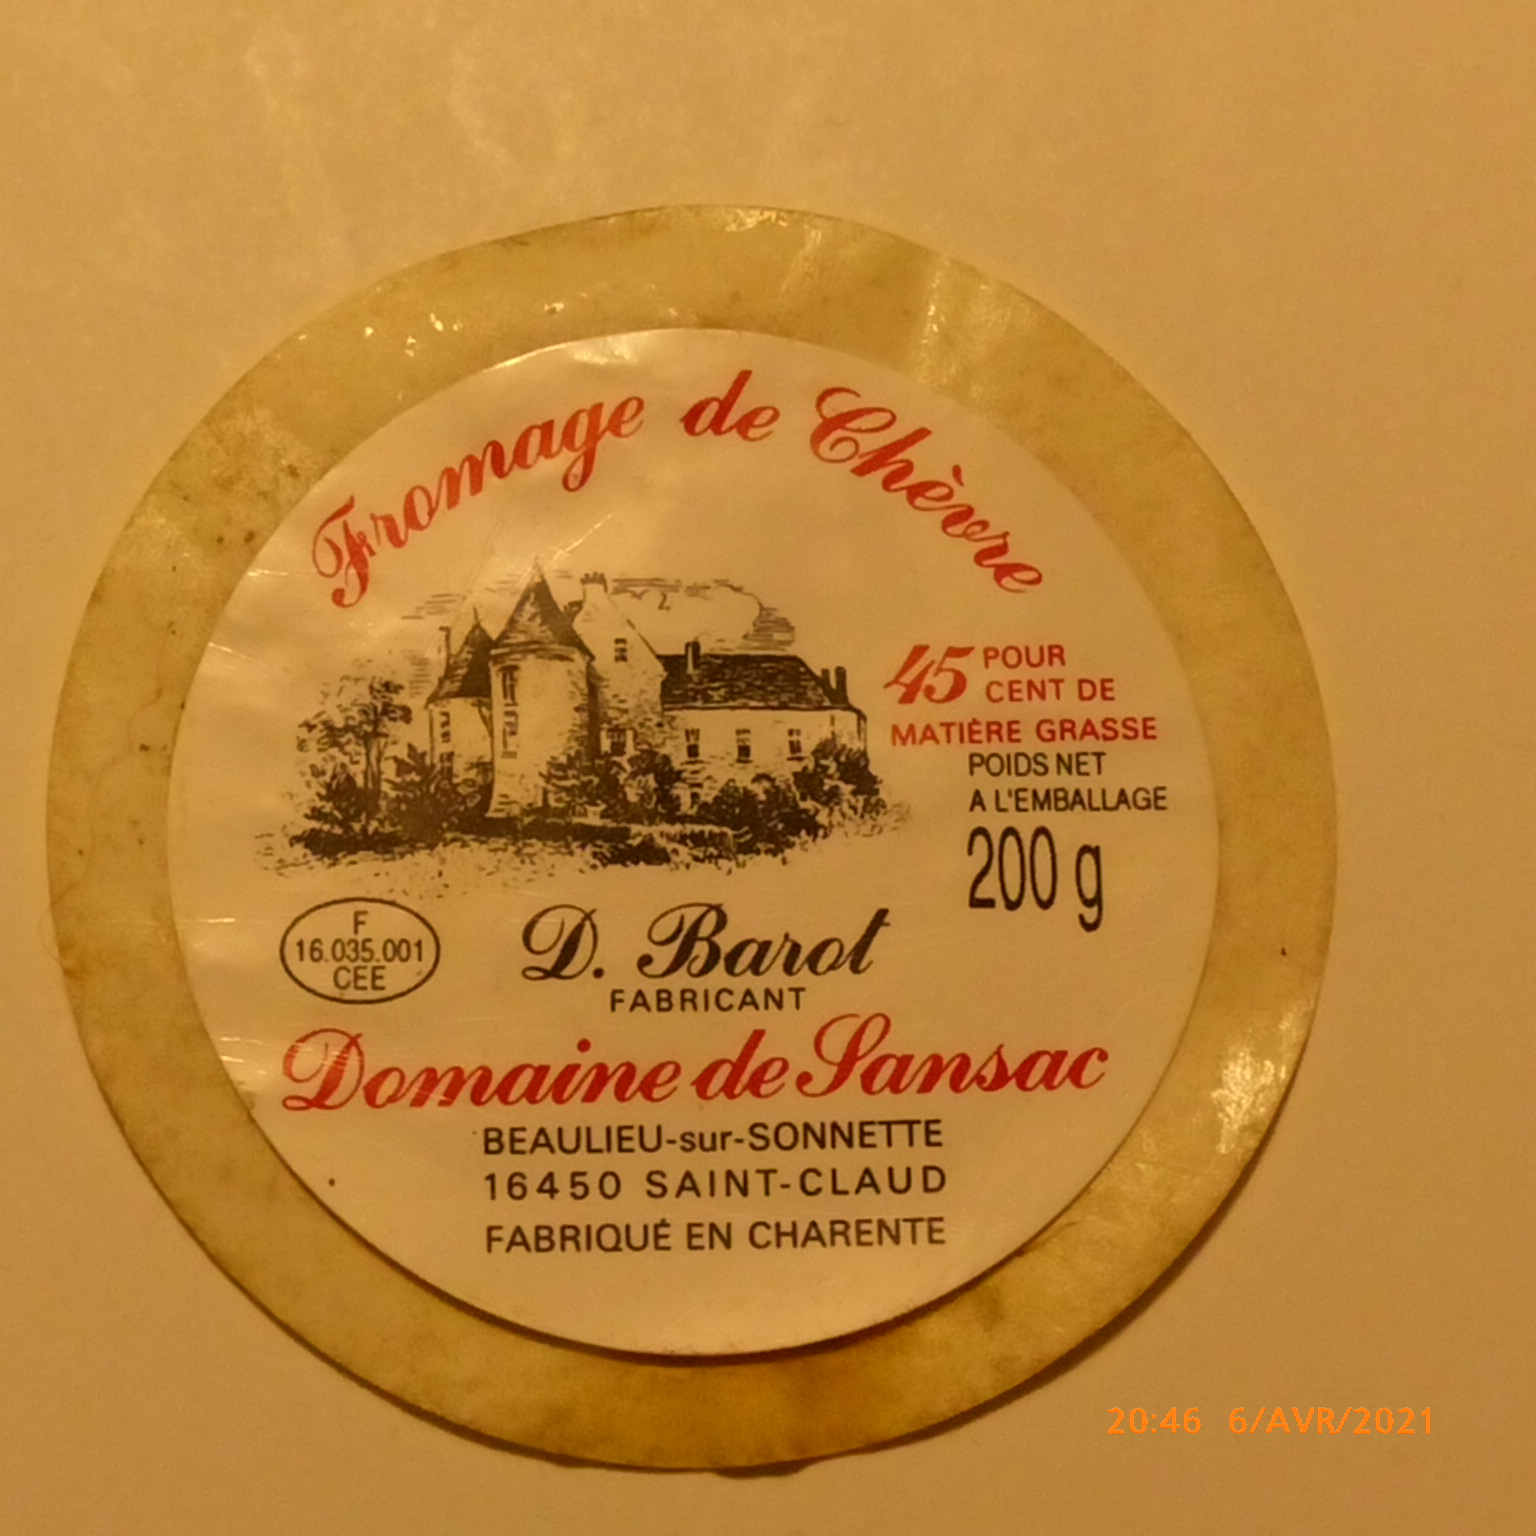 Fromage de Chèvre
45 POUR
CENT DE
MATIÈRE GRASSE
POIDS NET
A L'EMBALLAGE
200 g
F
16.035.001
CEE
D. Barot
FABRICANT
Domaine de Sansac
BEAULIEU-sur-SONNETTE
16450 SAINT-CLAUD
FABRIQUÉ EN CHARENTE
20:46 6/AVR/2021